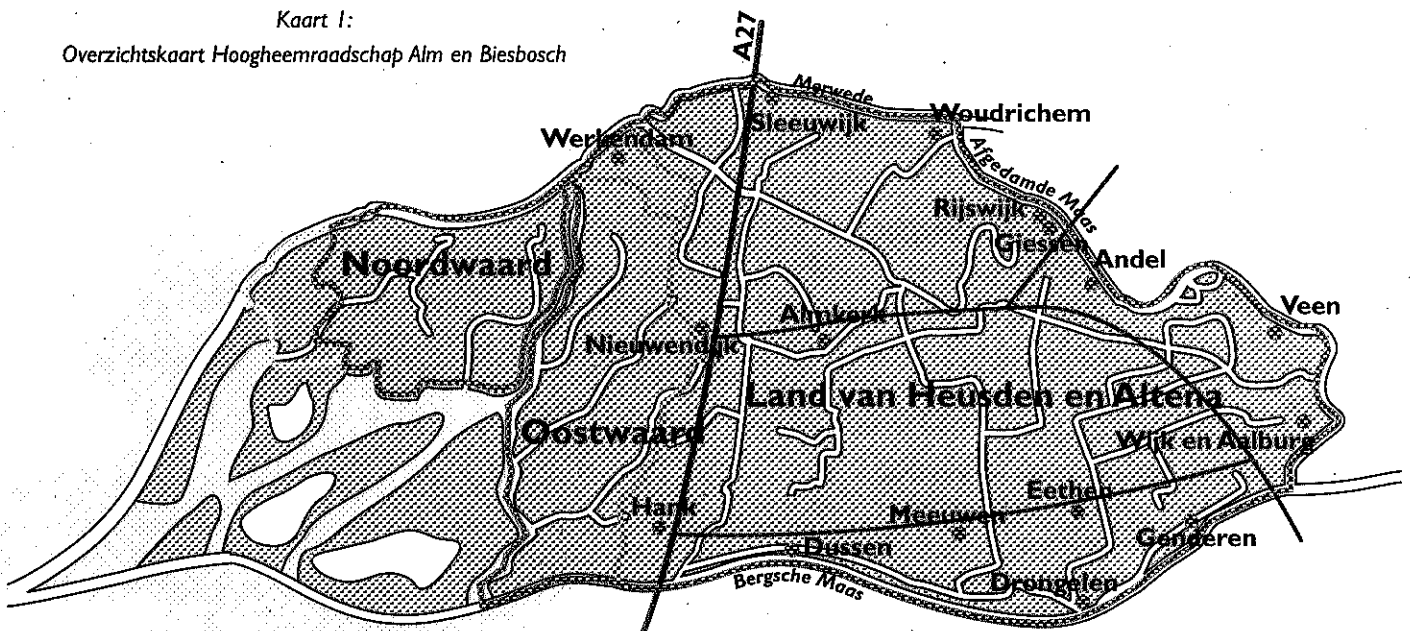 Kaart 1:
Overzichtskaart Hoogheemraadschap Alm en Biesbosch
A27
Merwede
Sleeuwijk
Woudrichem
Werkendam
Afgedamde Maas
Rijswijk
Giessen
Noordwaard
Andel
Veen
Almkerk
Nieuwendijk
Land van Heusden en Altena
Oostwaard
Wijk en Aalburg
Eethen
Hank
Meeuwen
Genderen
Dussen
Bergsche Maas
Drongelen